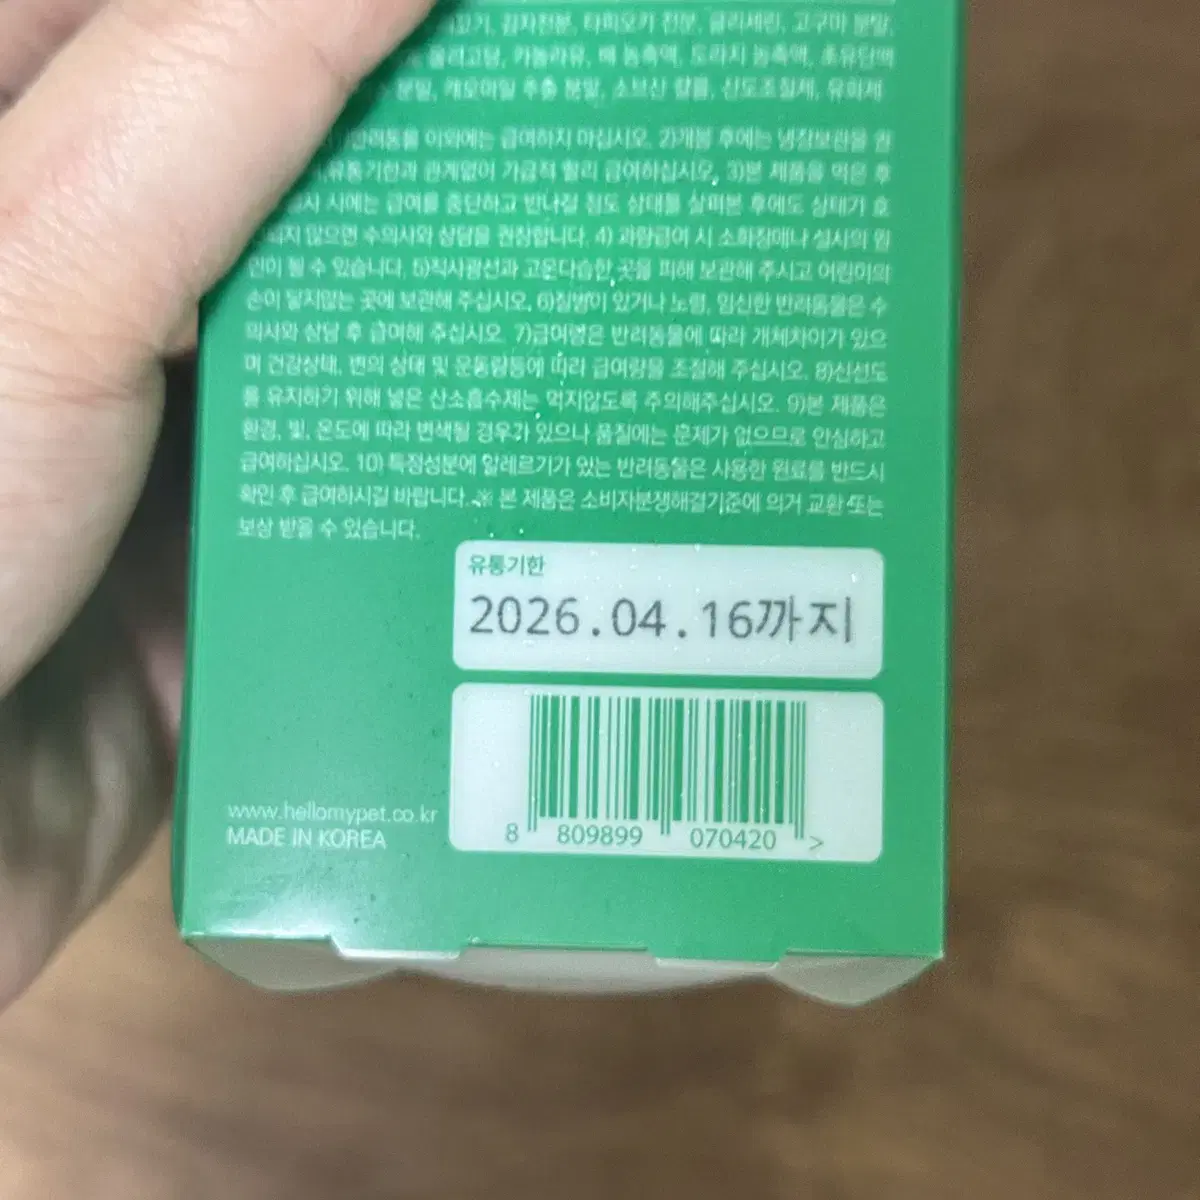 감자전분, 타피오카 전분, 글리세린, 고구마 분말,
올리고당, 카놀라유, 배 농축액, 도라지 농축액, 초유단백
분말, 캐모마일 추출 분말, 소브산 칼륨, 산도조절제, 유화제
반려동물 이외에는 급여하지 마십시오. 2)개봉 후에는 냉장보관을 권
유통기한과 관계없이 가급적 빨리 급여하십시오. 3)본 제품을 먹은 후
시에는 급여를 중단하고 반나절 정도 상태를 살펴본 후에도 상태가 호
되지 않으면 수의사와 상담을 권장합니다. 4) 과량급여 시 소화장애나 설사의 원
인이 될 수 있습니다. 5)직사광선과 고온다습한 곳을 피해 보관해 주시고 어린이의
손이 닿지않는 곳에 보관해 주십시오. 6)질병이 있거나 노령, 임신한 반려동물은 수
의사와 상담 후 급여해 주십시오. 7)급여량은 반려동물에 따라 개체차이가 있으
며 건강상태, 변의 상태 및 운동량등에 따라 급여량을 조절해 주십시오. 8)신선도
를 유지하기 위해 넣은 산소흡수제는 먹지않도록 주의해주십시오. 9)본 제품은
환경, 빛, 온도에 따라 변색될 경우가 있으나 품질에는 문제가 없으므로 안심하고
급여하십시오. 10) 특정성분에 알레르기가 있는 반려동물은 사용한 원료를 반드시
확인 후 급여하시길 바랍니다. ※ 본 제품은 소비자분쟁해결기준에 의거 교환 또는
보상 받을 수 있습니다.
유통기한
2026.04.16까지
8 809899 070420 >
www.hellomypet.co.kr
MADE IN KOREA